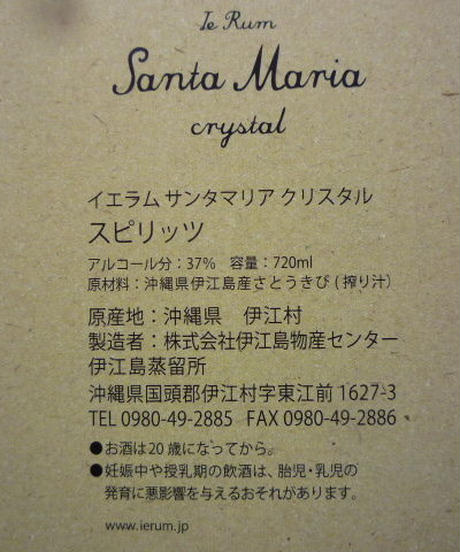 Ie Rum
Santa Maria
crystal
イエラム サンタマリア クリスタル
スピリッツ
アルコール分：37% 容量：720ml
原材料：沖縄県伊江島産さとうきび ( 搾り汁 )
原産地：沖縄県　伊江村
製造者：株式会社伊江島物産センター
伊江島蒸留所
沖縄県国頭郡伊江村字東江前 1627-3
TEL 0980-49-2885 FAX 0980-49-2886
●お酒は20 歳になってから。
●妊娠中や授乳期の飲酒は、胎児・乳児の
発育に悪影響を与えるおそれがあります。
www.ierum.jp